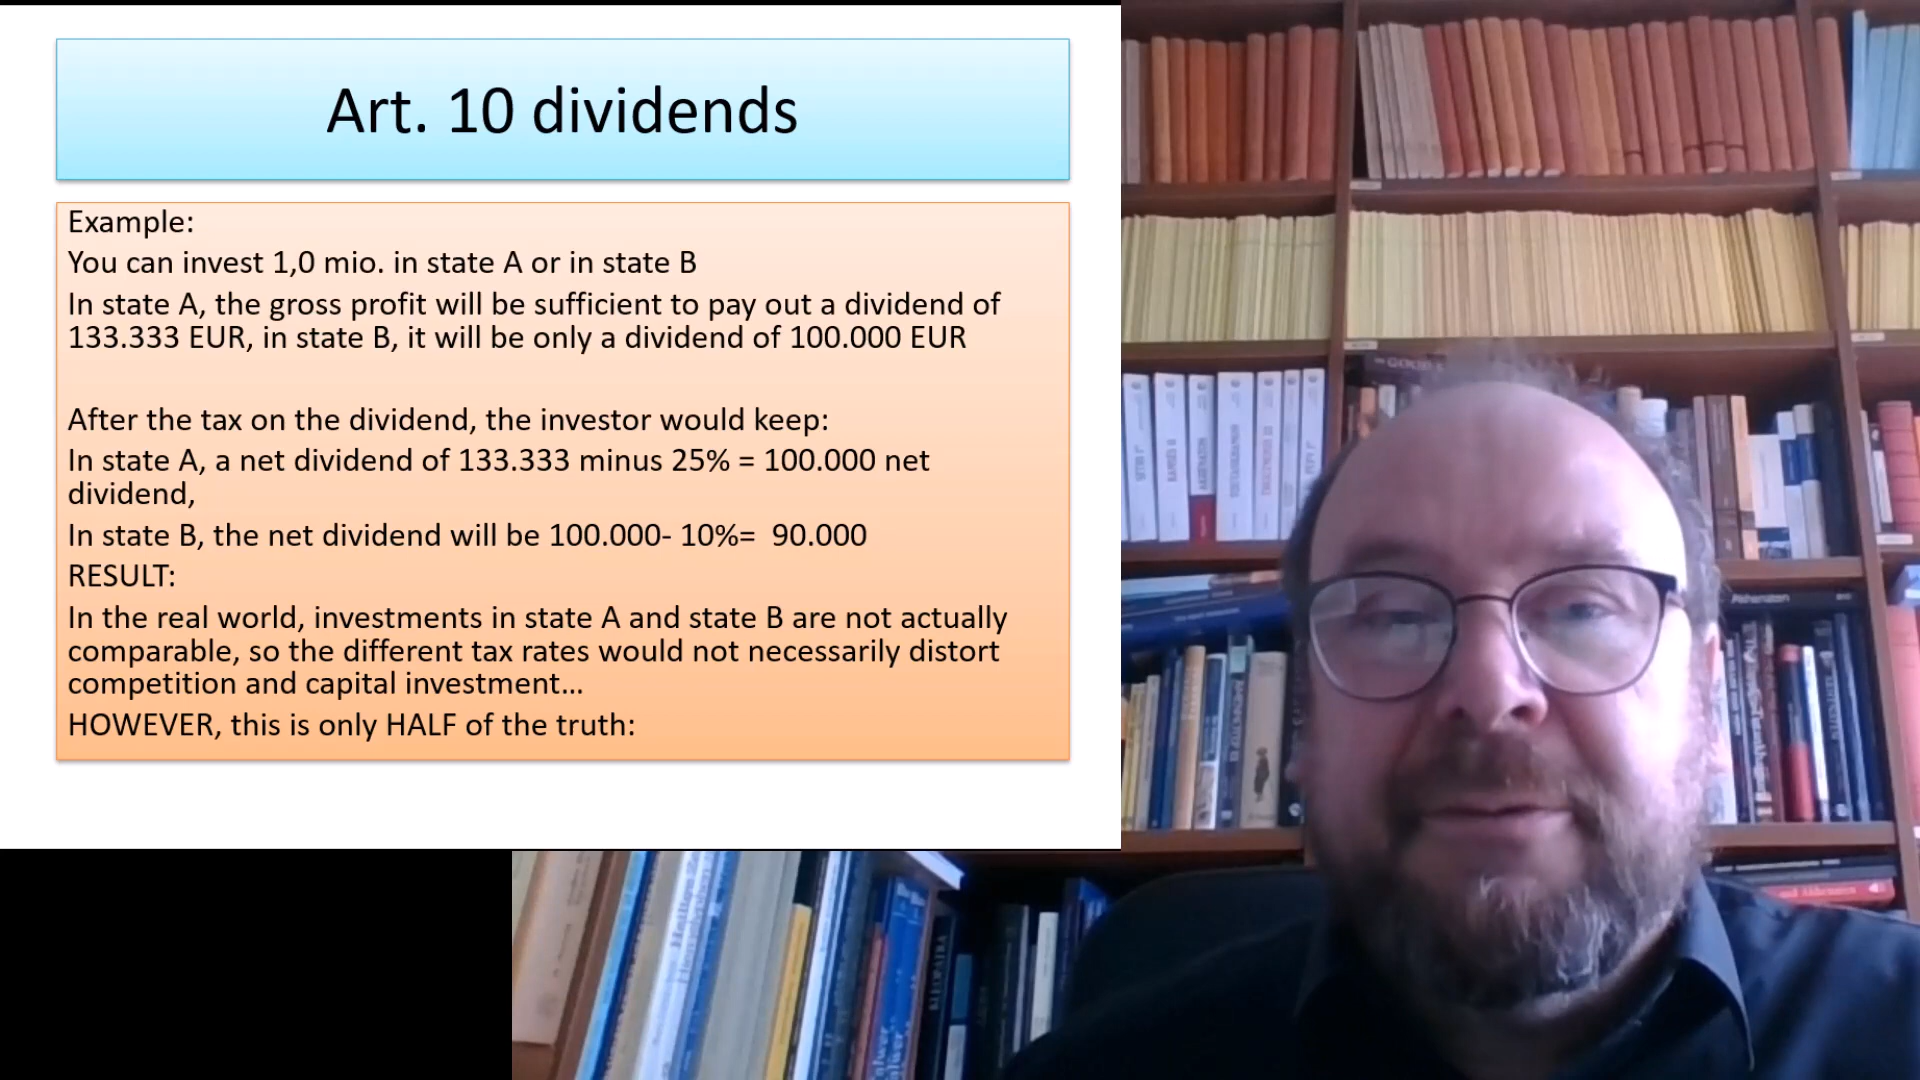 Art. 10 dividends
Example:
You can invest 1,0 mio. in state A or in state B
In state A, the gross profit will be sufficient to pay out a dividend of
133.333 EUR, in state B, it will be only a dividend of 100.000 EUR
After the tax on the dividend, the investor would keep:
In state A, a net dividend of 133.333 minus 25% = 100.000 net
dividend,
In state B, the net dividend will be 100.000- 10%=  90.000
RESULT:
In the real world, investments in state A and state B are not actually
comparable, so the different tax rates would not necessarily distort
competition and capital investment...
HOWEVER, this is only HALF of the truth:
KLEOPATRA